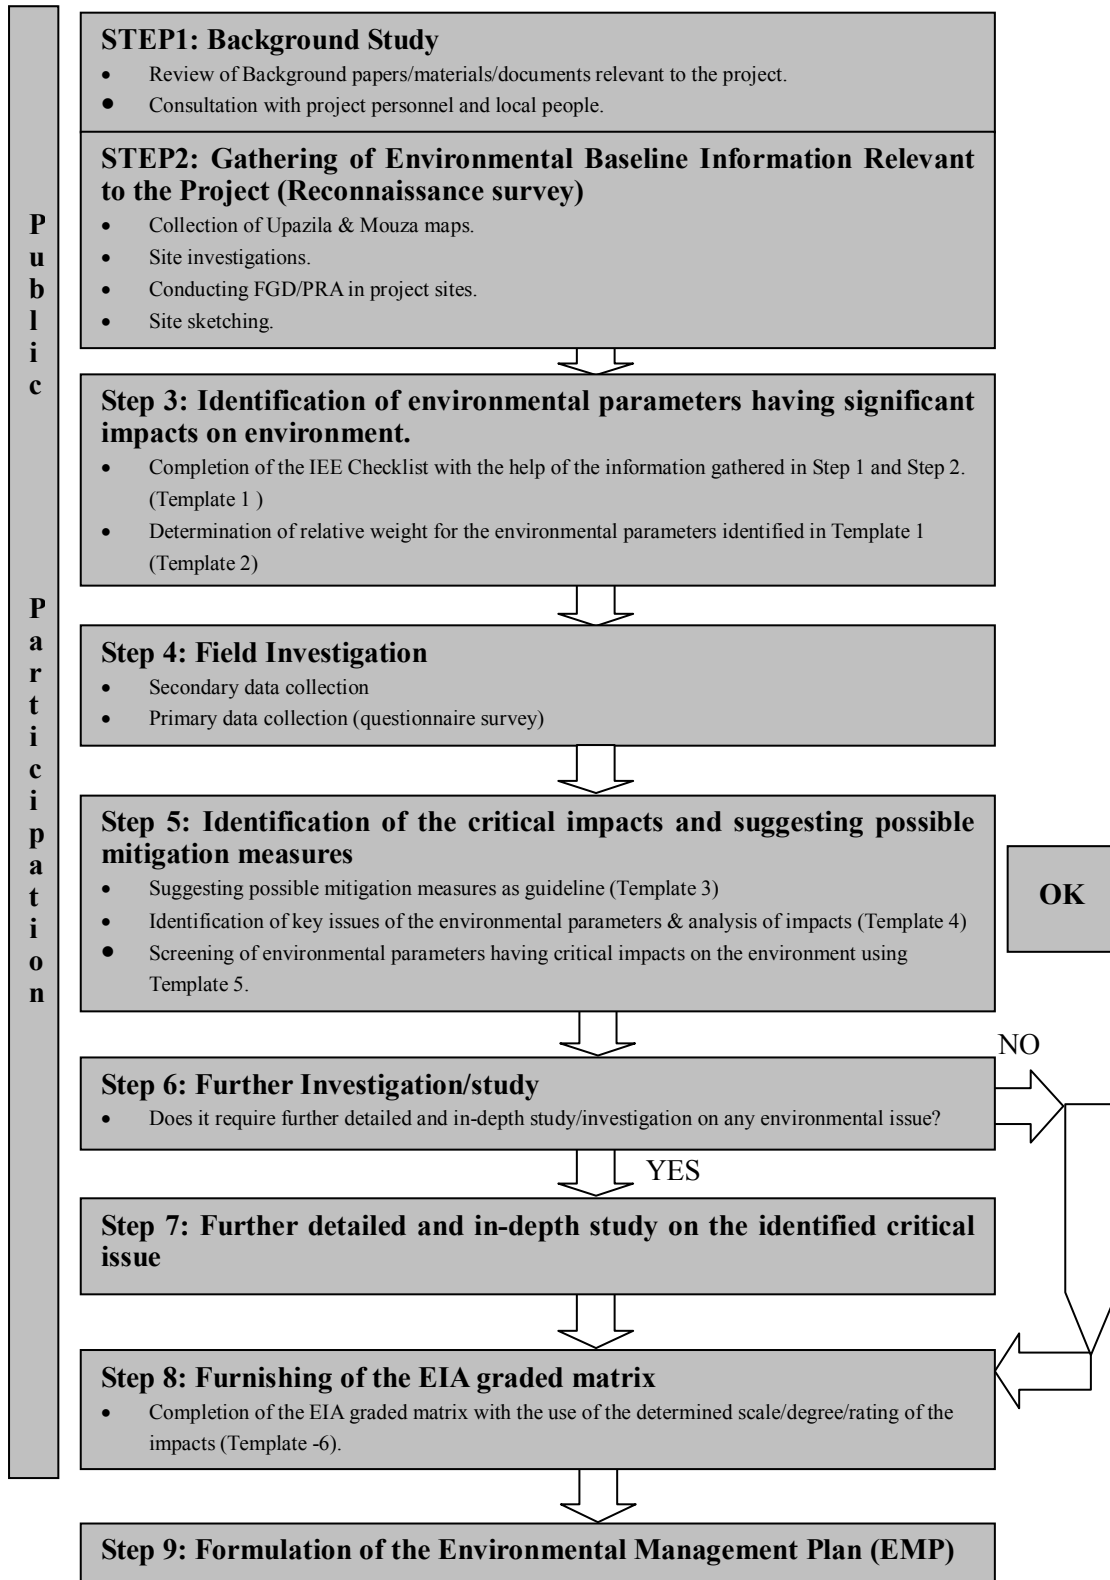 STEP1: Background Study
• Review of Background papers/materials/documents relevant to the project.
• Consultation with project personnel and local people.
STEP2: Gathering of Environmental Baseline Information Relevant
to the Project (Reconnaissance survey)
• Collection of Upazila & Mouza maps.
• Site investigations.
• Conducting FGD/PRA in project sites.
• Site sketching.
Public Participation
Step 3: Identification of environmental parameters having significant
impacts on environment.
• Completion of the IEE Checklist with the help of the information gathered in Step 1 and Step 2.
(Template 1 )
• Determination of relative weight for the environmental parameters identified in Template 1
(Template 2)
Step 4: Field Investigation
• Secondary data collection
• Primary data collection (questionnaire survey)
Step 5: Identification of the critical impacts and suggesting possible
mitigation measures
• Suggesting possible mitigation measures as guideline (Template 3)
• Identification of key issues of the environmental parameters & analysis of impacts (Template 4)
• Screening of environmental parameters having critical impacts on the environment using
Template 5.
OK
NO
Step 6: Further Investigation/study
• Does it require further detailed and in-depth study/investigation on any environmental issue?
YES
Step 7: Further detailed and in-depth study on the identified critical
issue
Step 8: Furnishing of the EIA graded matrix
• Completion of the EIA graded matrix with the use of the determined scale/degree/rating of the
impacts (Template -6).
Step 9: Formulation of the Environmental Management Plan (EMP)